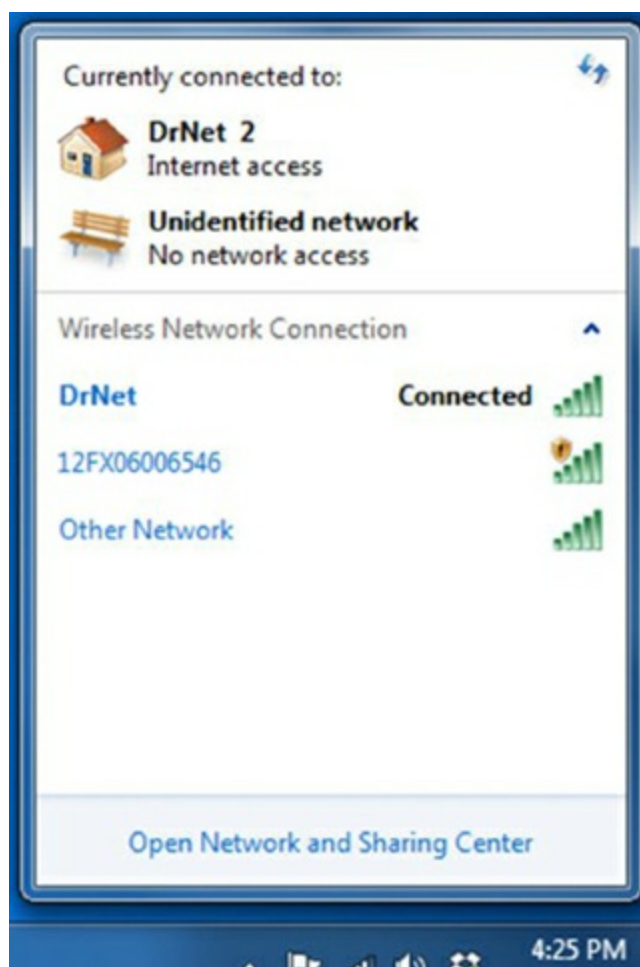 Currently connected to:
DrNet 2
Internet access
Unidentified network
No network access
Wireless Network Connection
DrNet Connected
12FX06006546
Other Network
Open Network and Sharing Center
4:25 PM